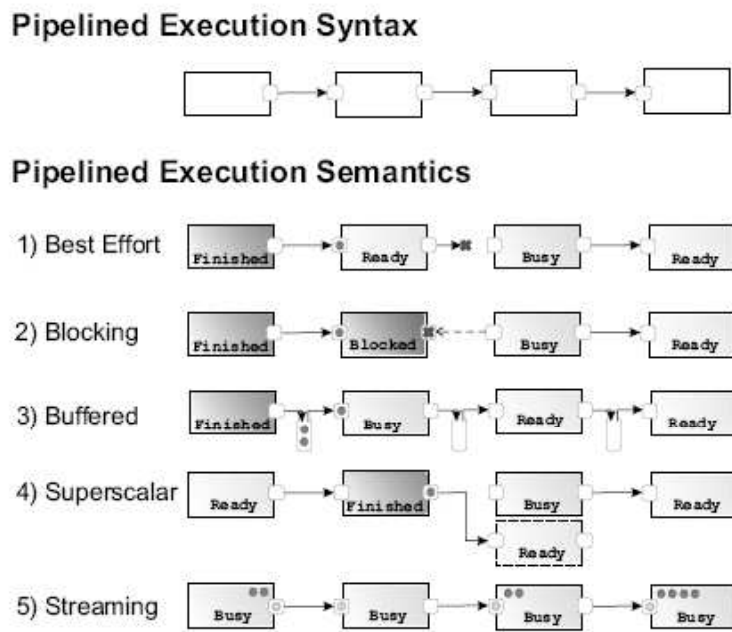 Pipelined Execution Syntax
Pipelined Execution Semantics
1) Best Effort Finished Ready Busy Ready
2) Blocking Finished Blocked Busy Ready
3) Buffered Finished Busy Ready Ready
4) Superscalar Ready Finished Busy Ready
Ready
5) Streaming Busy Busy Busy Busy